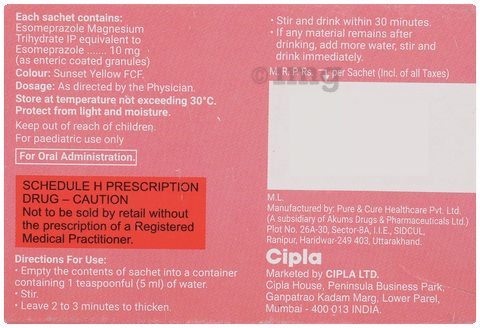 Each sachet contains:
Esomeprazole Magnesium
Trihydrate IP equivalent to
Esomeprazole ....... 10 mg
(as enteric coated granules)
Colour: Sunset Yellow FCF.
Dosage: As directed by the Physician.
Store at temperature not exceeding 30°C.
Protect from light and moisture.
Keep out of reach of children.
For paediatric use only
For Oral Administration.
SCHEDULE H PRESCRIPTION
DRUG – CAUTION
Not to be sold by retail without
the prescription of a Registered
Medical Practitioner.
Directions For Use:
• Empty the contents of sachet into a container
containing 1 teaspoonful (5 ml) of water.
• Stir.
• Leave 2 to 3 minutes to thicken.
• Stir and drink within 30 minutes.
• If any material remains after
drinking, add more water, stir and
drink immediately.
M. R. P. Rs. per Sachet (Incl. of all Taxes)
M.L.
Manufactured by: Pure & Cure Healthcare Pvt. Ltd.
(A subsidiary of Akums Drugs & Pharmaceuticals Ltd.)
Plot No. 26A-30, Sector-8A, I.I.E., SIDCUL,
Ranipur, Haridwar-249 403, Uttarakhand.
Cipla
Marketed by CIPLA LTD.
Cipla House, Peninsula Business Park,
Ganpatrao Kadam Marg, Lower Parel,
Mumbai - 400 013 INDIA.